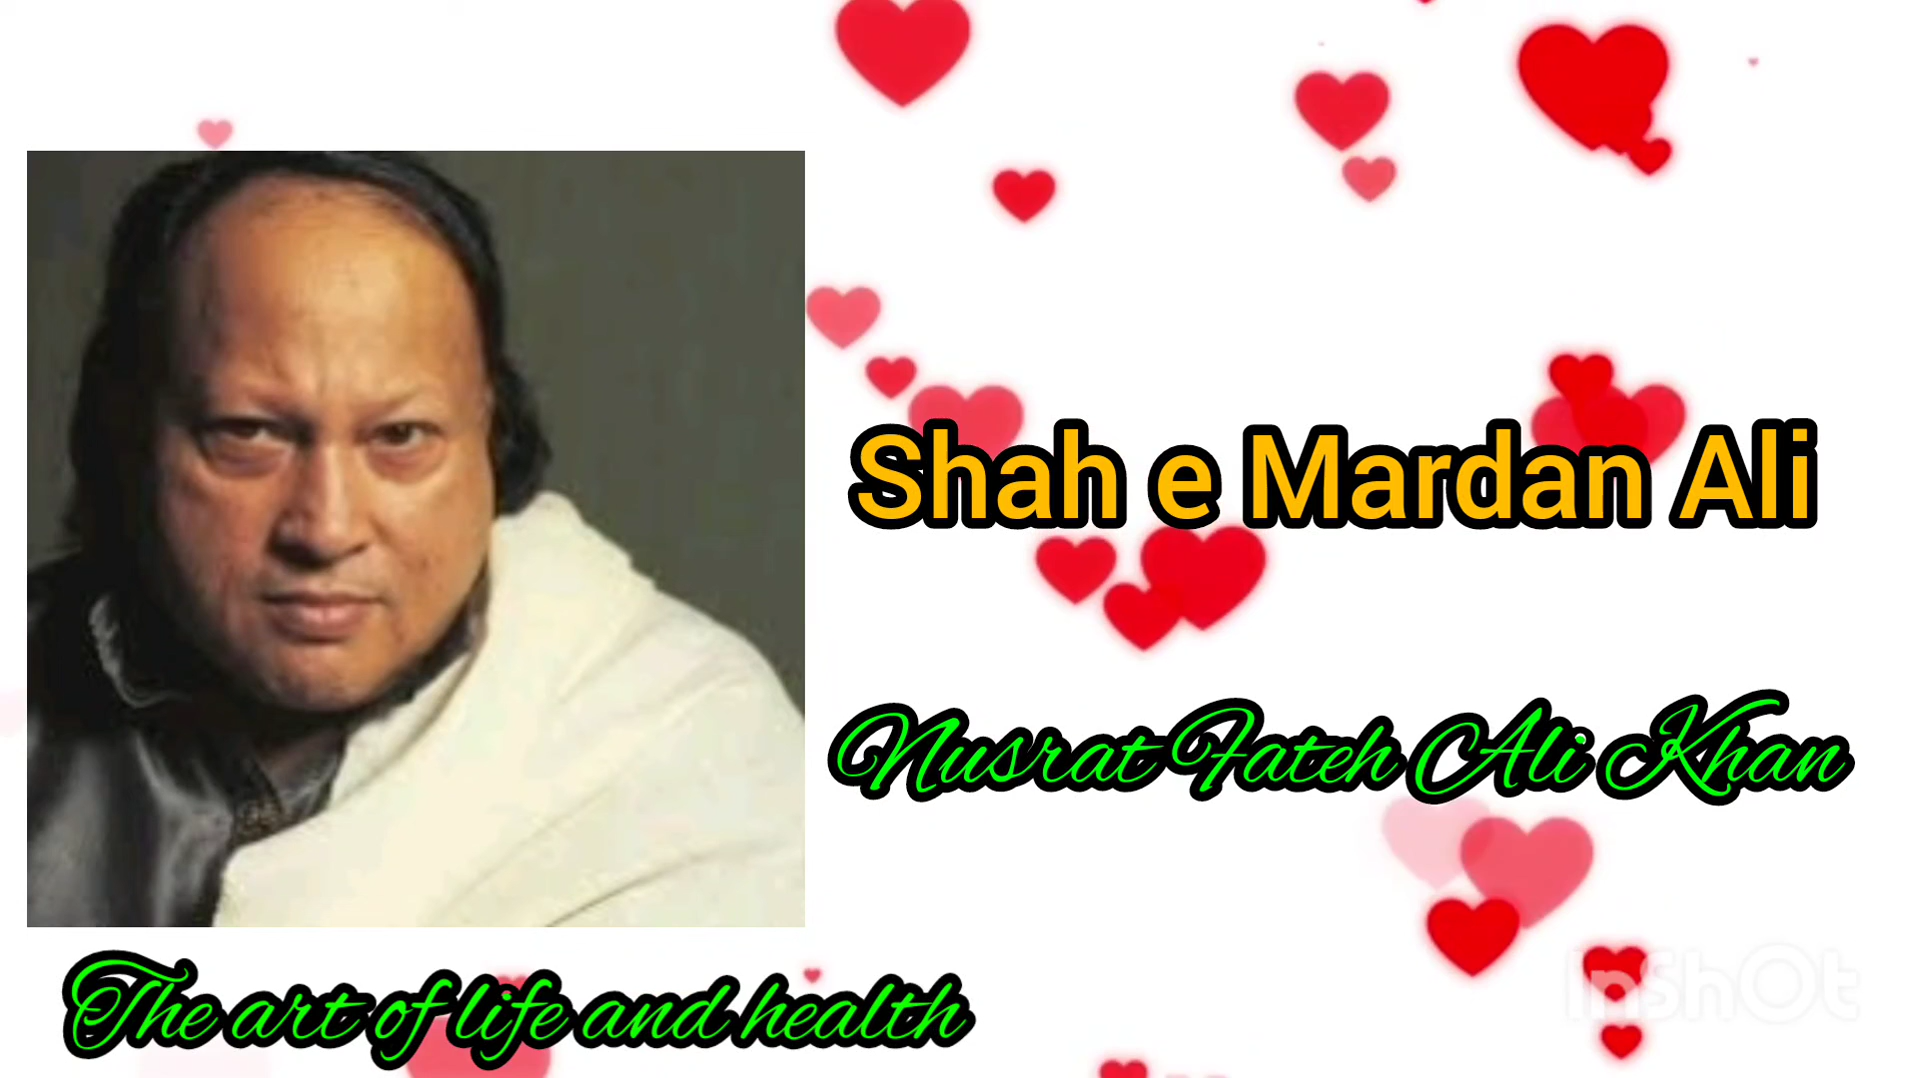 Shah e Mardan Ali
Nusrat Fateh Ali Khan
The art of life and health
InShOt